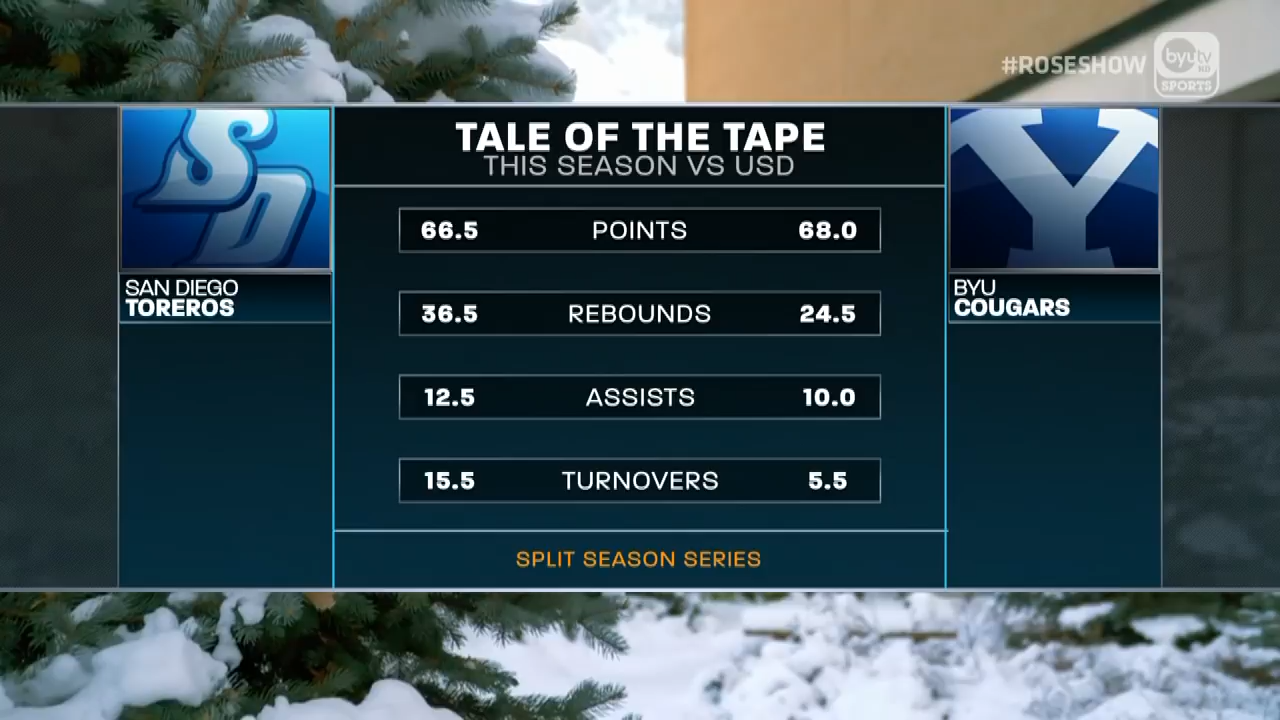 #ROSESHOW
byutv
HD
SPORTS
SD
TALE OF THE TAPE
THIS SEASON VS USD
Y
66.5 POINTS 68.0
SAN DIEGO
TOREROS
BYU
COUGARS
36.5 REBOUNDS 24.5
12.5 ASSISTS 10.0
15.5 TURNOVERS 5.5
SPLIT SEASON SERIES